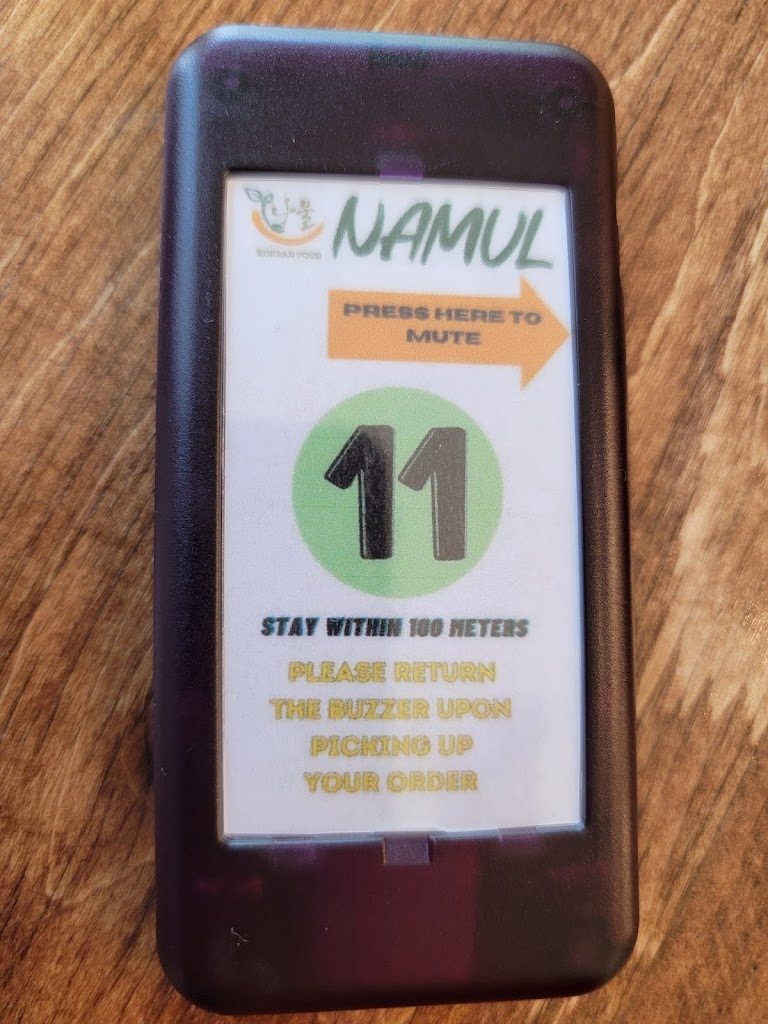 NAMUL
KOREAN FOOD
PRESS HERE TO
MUTE
11
STAY WITHIN 100 METERS
PLEASE RETURN
THE BUZZER UPON
PICKING UP
YOUR ORDER